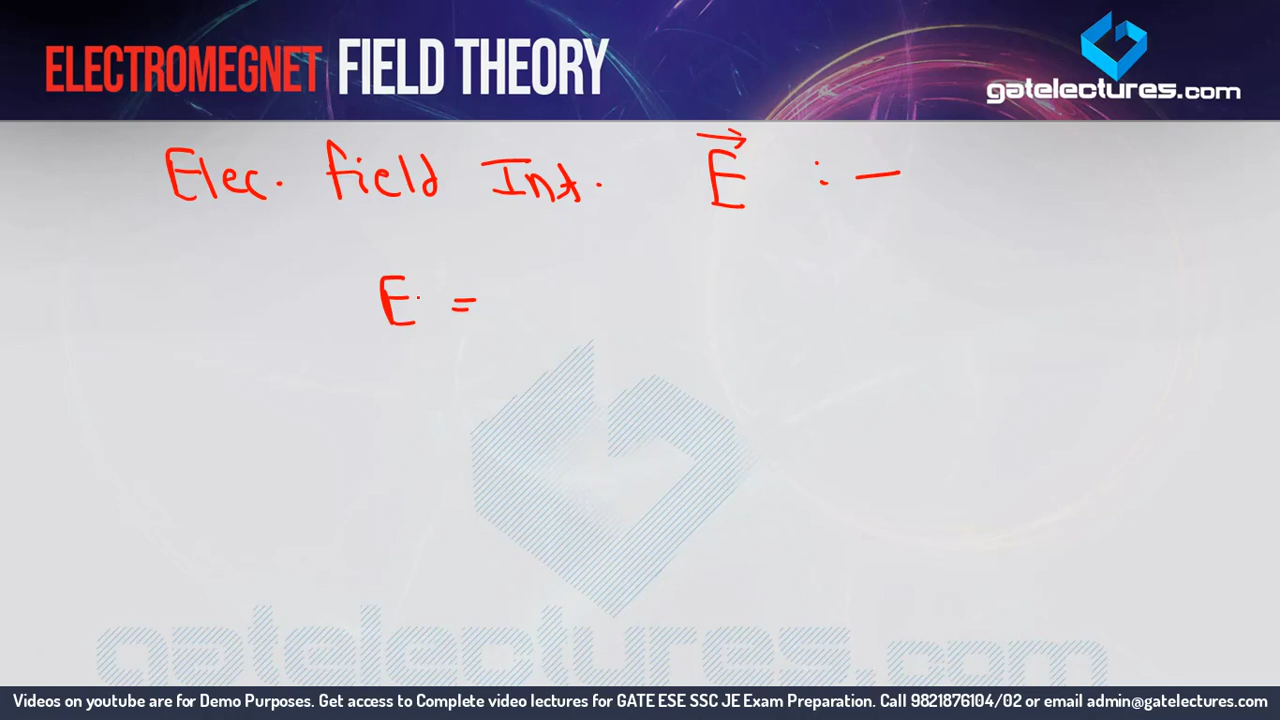 ELECTROMEGNET FIELD THEORY
gatelectures.com
Elec. field Int. E :-
E =
gatelectures.com
Videos on youtube are for Demo Purposes. Get access to Complete video lectures for GATE ESE SSC JE Exam Preparation. Call 9821876104/02 or email admin@gatelectures.com